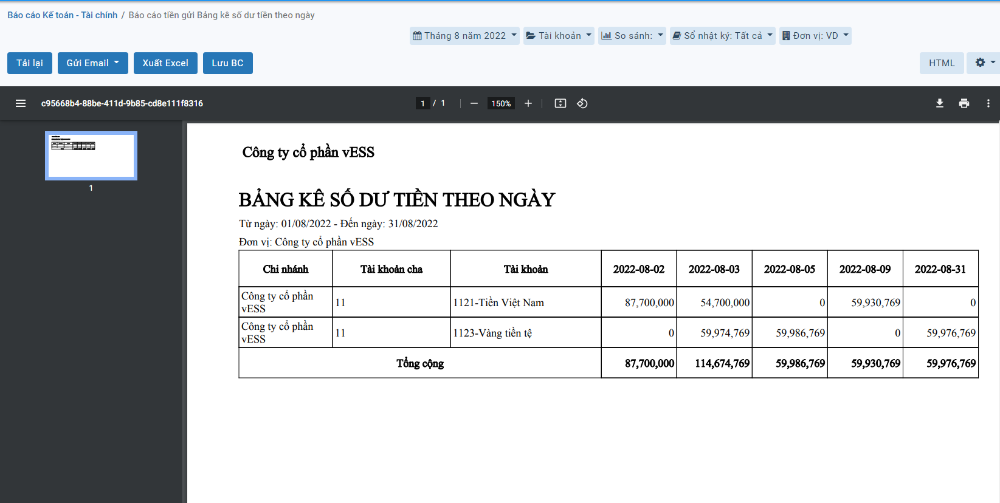 Báo cáo Kế toán - Tài chính / Báo cáo tiền gửi Bảng kê số dư tiền theo ngày
Tháng 8 năm 2022 Tài khoản So sánh: Sổ nhật ký: Tất cả Đơn vị: VD
Tải lại Gửi Email Xuất Excel Lưu BC HTML
c95668b4-88be-411d-9b85-cd8e111f8316 1 / 1 150%
1
Công ty cổ phần vESS
BẢNG KÊ SỐ DƯ TIỀN THEO NGÀY
Từ ngày: 01/08/2022 - Đến ngày: 31/08/2022
Đơn vị: Công ty cổ phần vESS
Chi nhánh Tài khoản cha Tài khoản 2022-08-02 2022-08-03 2022-08-05 2022-08-09 2022-08-31
Công ty cổ phần
vESS 11 1121-Tiền Việt Nam 87,700,000 54,700,000 0 59,930,769 0
Công ty cổ phần
vESS 11 1123-Vàng tiền tệ 0 59,974,769 59,986,769 0 59,976,769
Tổng cộng 87,700,000 114,674,769 59,986,769 59,930,769 59,976,769